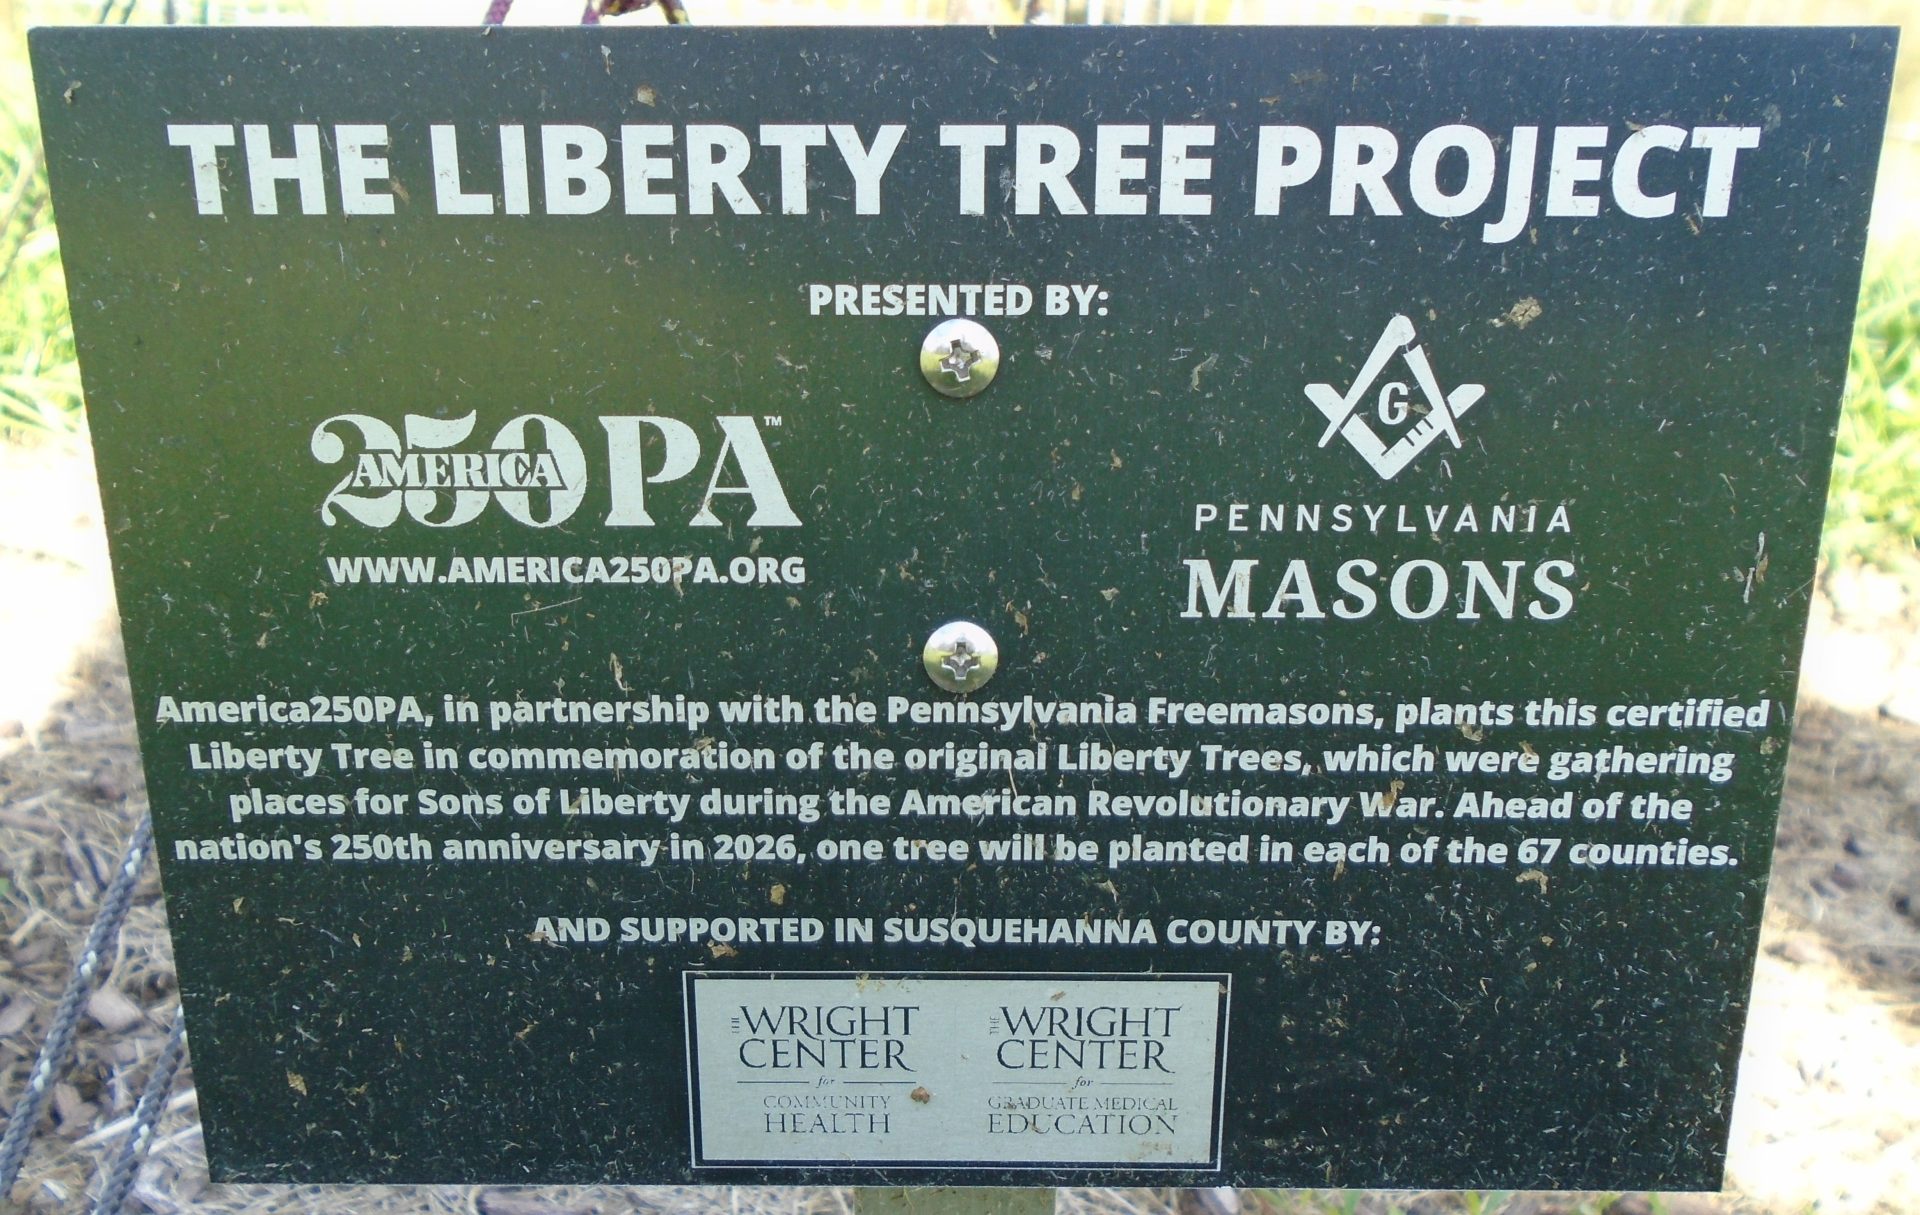 THE LIBERTY TREE PROJECT
PRESENTED BY:
250 AMERICA PA™
WWW.AMERICA250PA.ORG
G
PENNSYLVANIA
MASONS
America250PA, in partnership with the Pennsylvania Freemasons, plants this certified
Liberty Tree in commemoration of the original Liberty Trees, which were gathering
places for Sons of Liberty during the American Revolutionary War. Ahead of the
nation's 250th anniversary in 2026, one tree will be planted in each of the 67 counties.
AND SUPPORTED IN SUSQUEHANNA COUNTY BY:
THE WRIGHT
CENTER
for
COMMUNITY
HEALTH
THE WRIGHT
CENTER
for
GRADUATE MEDICAL
EDUCATION